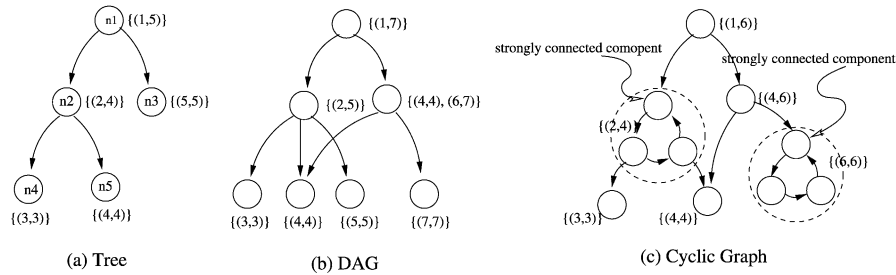 n1 {(1,5)}
n2 {(2,4)} n3 {(5,5)}
n4 n5
{(3,3)} {(4,4)}
(a) Tree
{(1,7)}
{(2,5)} {(4,4), (6,7)}
{(3,3)} {(4,4)} {(5,5)} {(7,7)}
(b) DAG
{(1,6)}
strongly connected comopent
strongly connected component
{(2,4)} {(4,6)}
{(6,6)}
{(3,3)} {(4,4)}
(c) Cyclic Graph